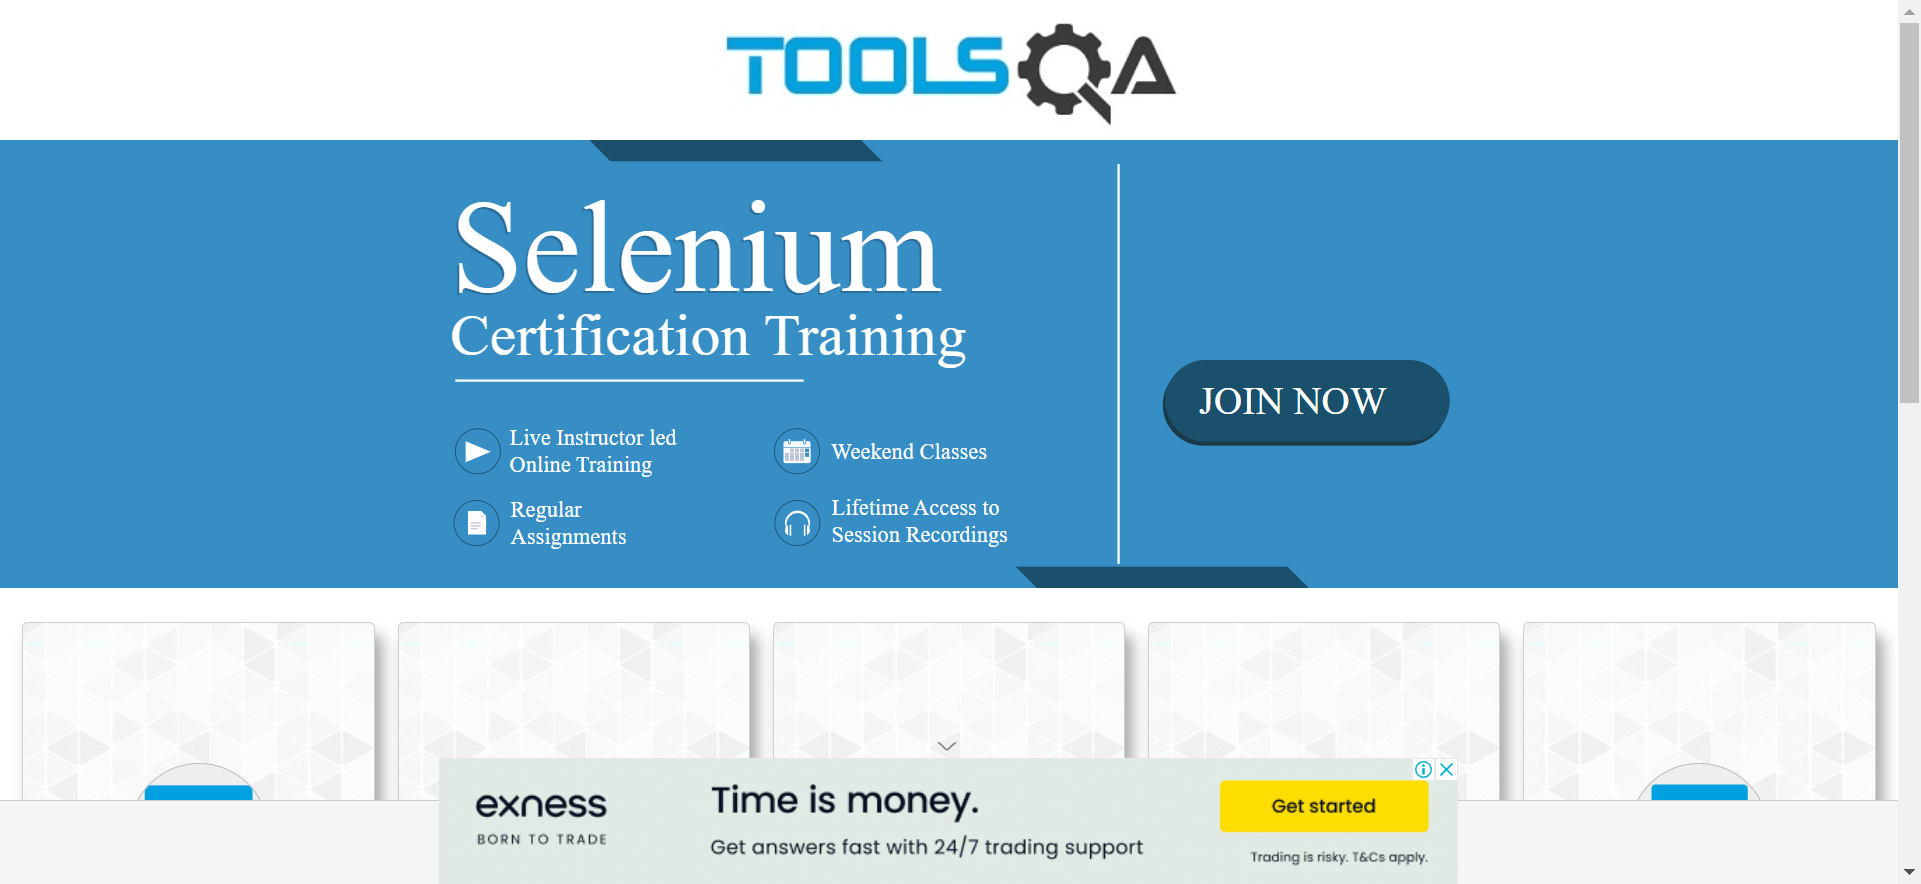 TOOLSQA
Selenium
Certification Training
JOIN NOW
Live Instructor led
Online Training
Weekend Classes
Regular
Assignments
Lifetime Access to
Session Recordings
exness
BORN TO TRADE
Time is money.
Get answers fast with 24/7 trading support
Get started
Trading is risky. T&Cs apply.